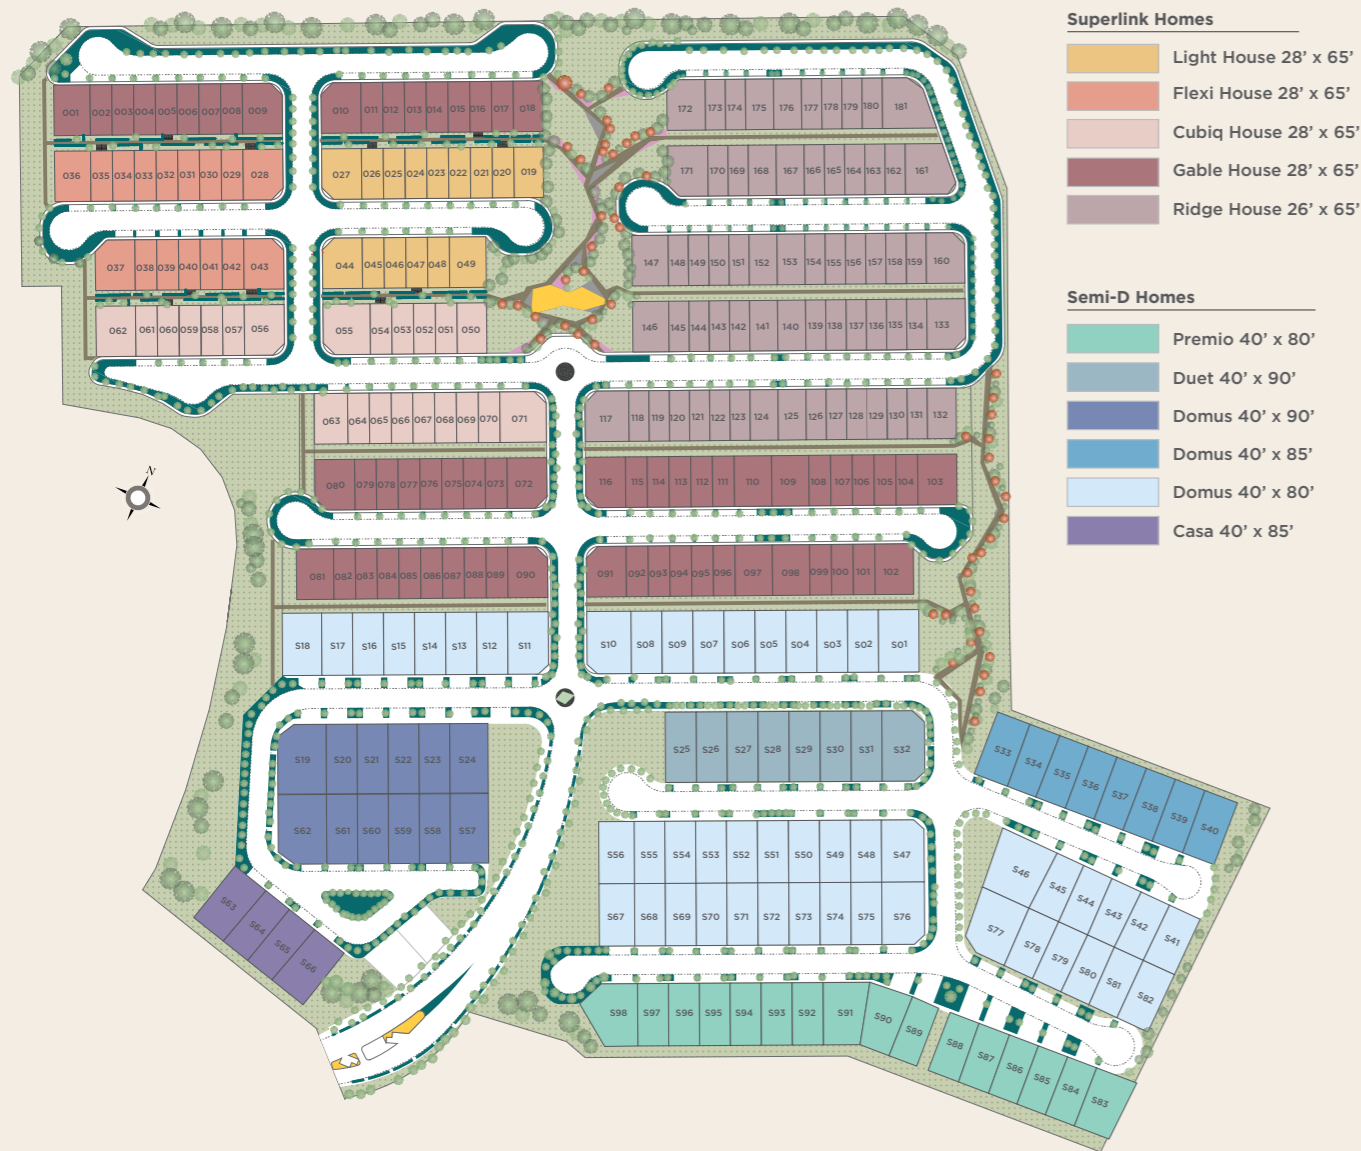 Superlink Homes
Light House 28’ x 65’
Flexi House 28’ x 65’
Cubiq House 28’ x 65’
Gable House 28’ x 65’
Ridge House 26’ x 65’
Semi-D Homes
Premio 40’ x 80’
Duet 40’ x 90’
Domus 40’ x 90’
Domus 40’ x 85’
Domus 40’ x 80’
Casa 40’ x 85’
001 002 003 004 005 006 007 008 009
010 011 012 013 014 015 016 017 018
172 173 174 175 176 177 178 179 180 181
036 035 034 033 032 031 030 029 028
027 026 025 024 023 022 021 020 019
171 170 169 168 167 166 165 164 163 162 161
037 038 039 040 041 042 043
044 045 046 047 048 049
147 148 149 150 151 152 153 154 155 156 157 158 159 160
062 061 060 059 058 057 056
055 054 053 052 051 050
146 145 144 143 142 141 140 139 138 137 136 135 134 133
063 064 065 066 067 068 069 070 071
117 118 119 120 121 122 123 124 125 126 127 128 129 130 131 132
N
080 079 078 077 076 075 074 073 072
116 115 114 113 112 111 110 109 108 107 106 105 104 103
081 082 083 084 085 086 087 088 089 090
091 092 093 094 095 096 097 098 099 100 101 102
S18 S17 S16 S15 S14 S13 S12 S11
S10 S08 S09 S07 S06 S05 S04 S03 S02 S01
S19 S20 S21 S22 S23 S24
S25 S26 S27 S28 S29 S30 S31 S32
S33 S34 S35 S36 S37 S38 S39 S40
S62 S61 S60 S59 S58 S57
S56 S55 S54 S53 S52 S51 S50 S49 S48 S47
S46 S45 S44 S43 S42 S41
S63 S64 S65 S66
S67 S68 S69 S70 S71 S72 S73 S74 S75 S76
S77 S78 S79 S80 S81 S82
S98 S97 S96 S95 S94 S93 S92 S91 S90 S89
S88 S87 S86 S85 S84 S83